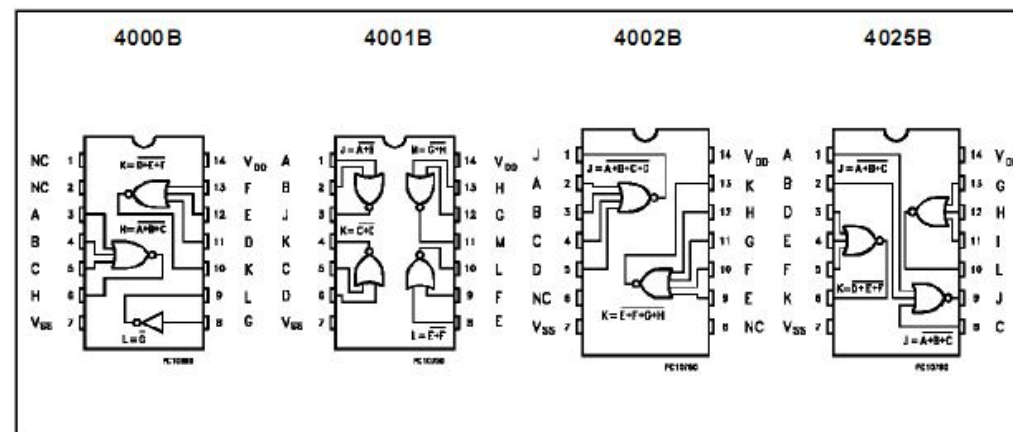 4000B 4001B 4002B 4025B
NC 1 14 VDD
NC 2 13 F
A 3 12 E
B 4 11 D
C 5 10 K
H 6 9 L
VSS 7 8 G
K=D+E+F
H=A+B+C
L=G
A 1 14 VDD
B 2 13 H
J 3 12 G
K 4 11 M
C 5 10 L
D 6 9 F
VSS 7 8 E
J=A+B
M=G+H
L=E+F
J 1 14 VDD
A 2 13 K
B 3 12 H
C 4 11 G
D 5 10 F
NC 6 9 E
VSS 7 8 NC
J=A+B+C+D
K=E+F+G+H
A 1 14 VD
B 2 13 G
D 3 12 H
E 4 11 I
F 5 10 L
K 6 9 J
VSS 7 8 C
J=A+B+C
K=D+E+F
J=A+B+C